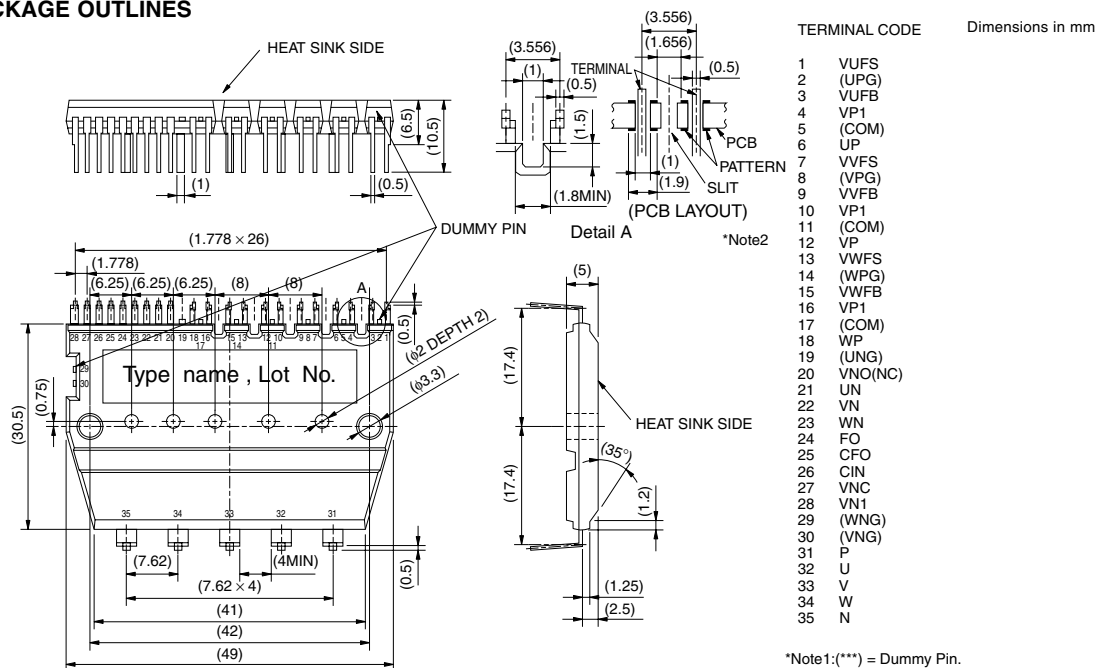 CKAGE OUTLINES
TERMINAL CODE
Dimensions in mm
HEAT SINK SIDE
(6.5)
(10.5)
(1)
(0.5)
DUMMY PIN
(3.556)
(1)
(0.5)
(1.5)
(1.8MIN)
Detail A
(3.556)
(1.656)
TERMINAL
(0.5)
PCB
PATTERN
(1)
SLIT
(1.9)
(PCB LAYOUT)
*Note2
(1.778 × 26)
(1.778)
(6.25) (6.25) (6.25) (8) (8)
A
(0.5)
28 27 26 25 24 23 22 21 20 19 18 16 15 13 12 10 9 8 7 6 5 4 3 2 1
17 14 11
29
30
Type name , Lot No.
(φ2 DEPTH 2)
(φ3.3)
(0.75)
(30.5)
35 34 33 32 31
(7.62)
(4MIN)
(0.5)
(7.62 × 4)
(41)
(42)
(49)
(5)
(17.4)
HEAT SINK SIDE
(17.4)
(35°)
(1.2)
(1.25)
(2.5)
1 VUFS
2 (UPG)
3 VUFB
4 VP1
5 (COM)
6 UP
7 VVFS
8 (VPG)
9 VVFB
10 VP1
11 (COM)
12 VP
13 VWFS
14 (WPG)
15 VWFB
16 VP1
17 (COM)
18 WP
19 (UNG)
20 VNO(NC)
21 UN
22 VN
23 WN
24 FO
25 CFO
26 CIN
27 VNC
28 VN1
29 (WNG)
30 (VNG)
31 P
32 U
33 V
34 W
35 N
*Note1:(***) = Dummy Pin.